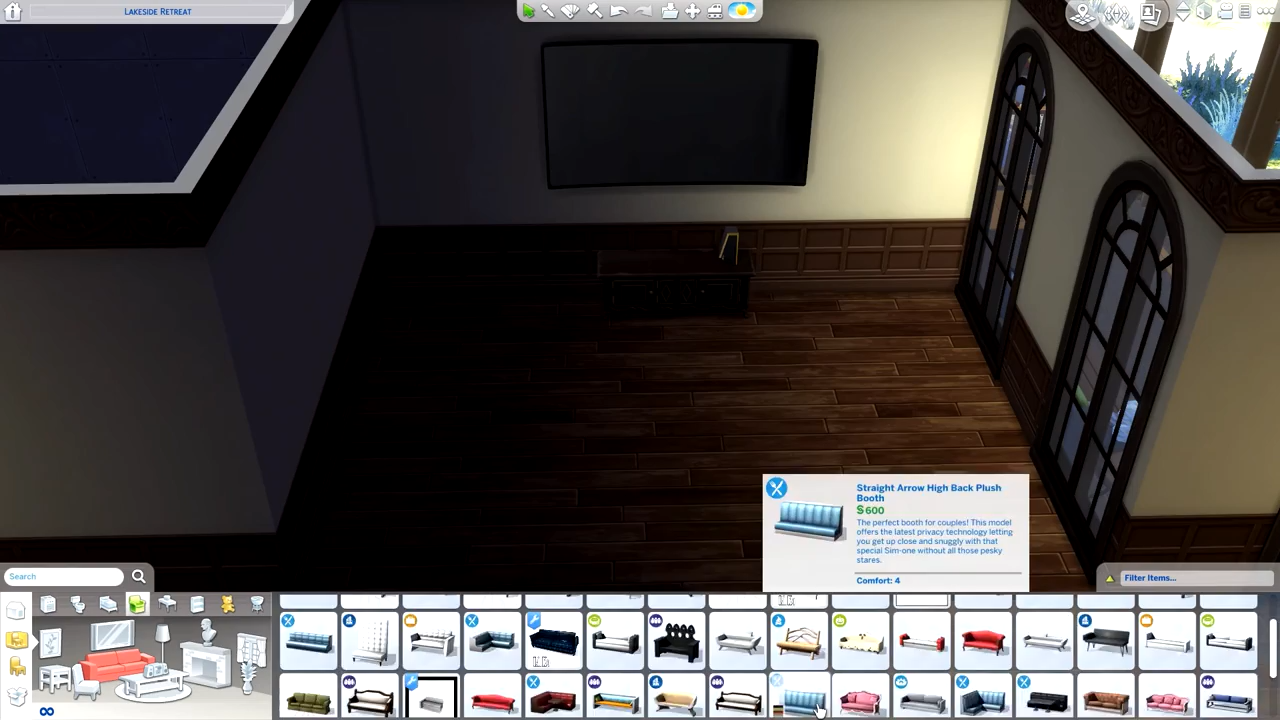 LAKESIDE RETREAT
Straight Arrow High Back Plush
Booth
§600
The perfect booth for couples! This model
offers the latest privacy technology letting
you get up close and snuggly with that
special Sim-one without all those pesky
stares.
Comfort: 4
Search
Filter Items...